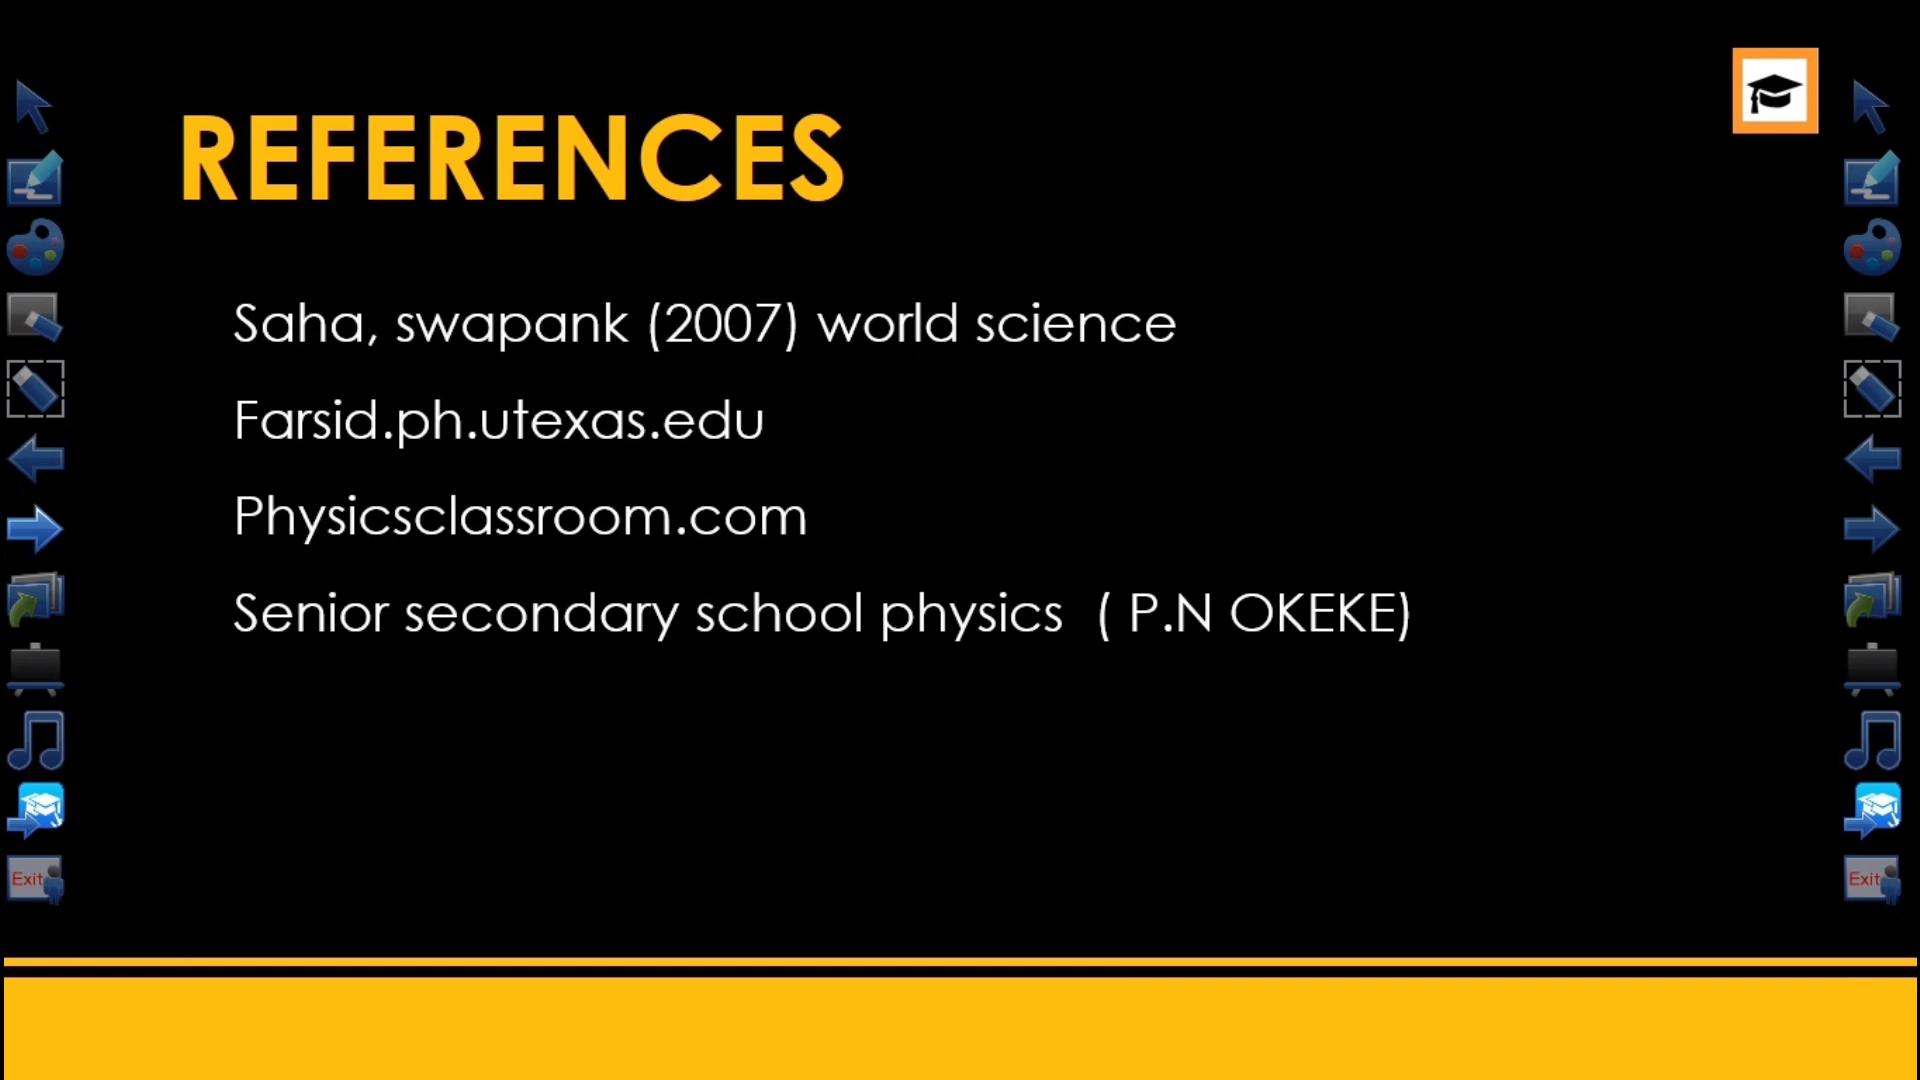 REFERENCES
Saha, swapank (2007) world science
Farsid.ph.utexas.edu
Physicsclassroom.com
Senior secondary school physics ( P.N OKEKE)
Exit
Exit